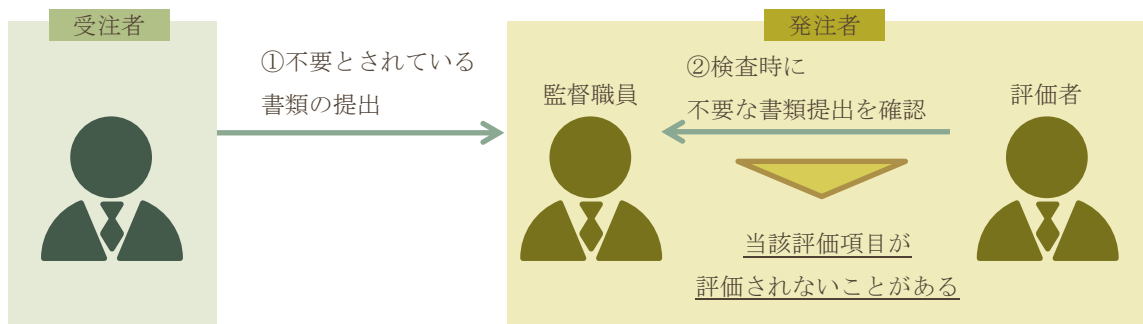 受注者
①不要とされている
書類の提出
発注者
監督職員
②検査時に
不要な書類提出を確認
評価者
当該評価項目が
評価されないことがある